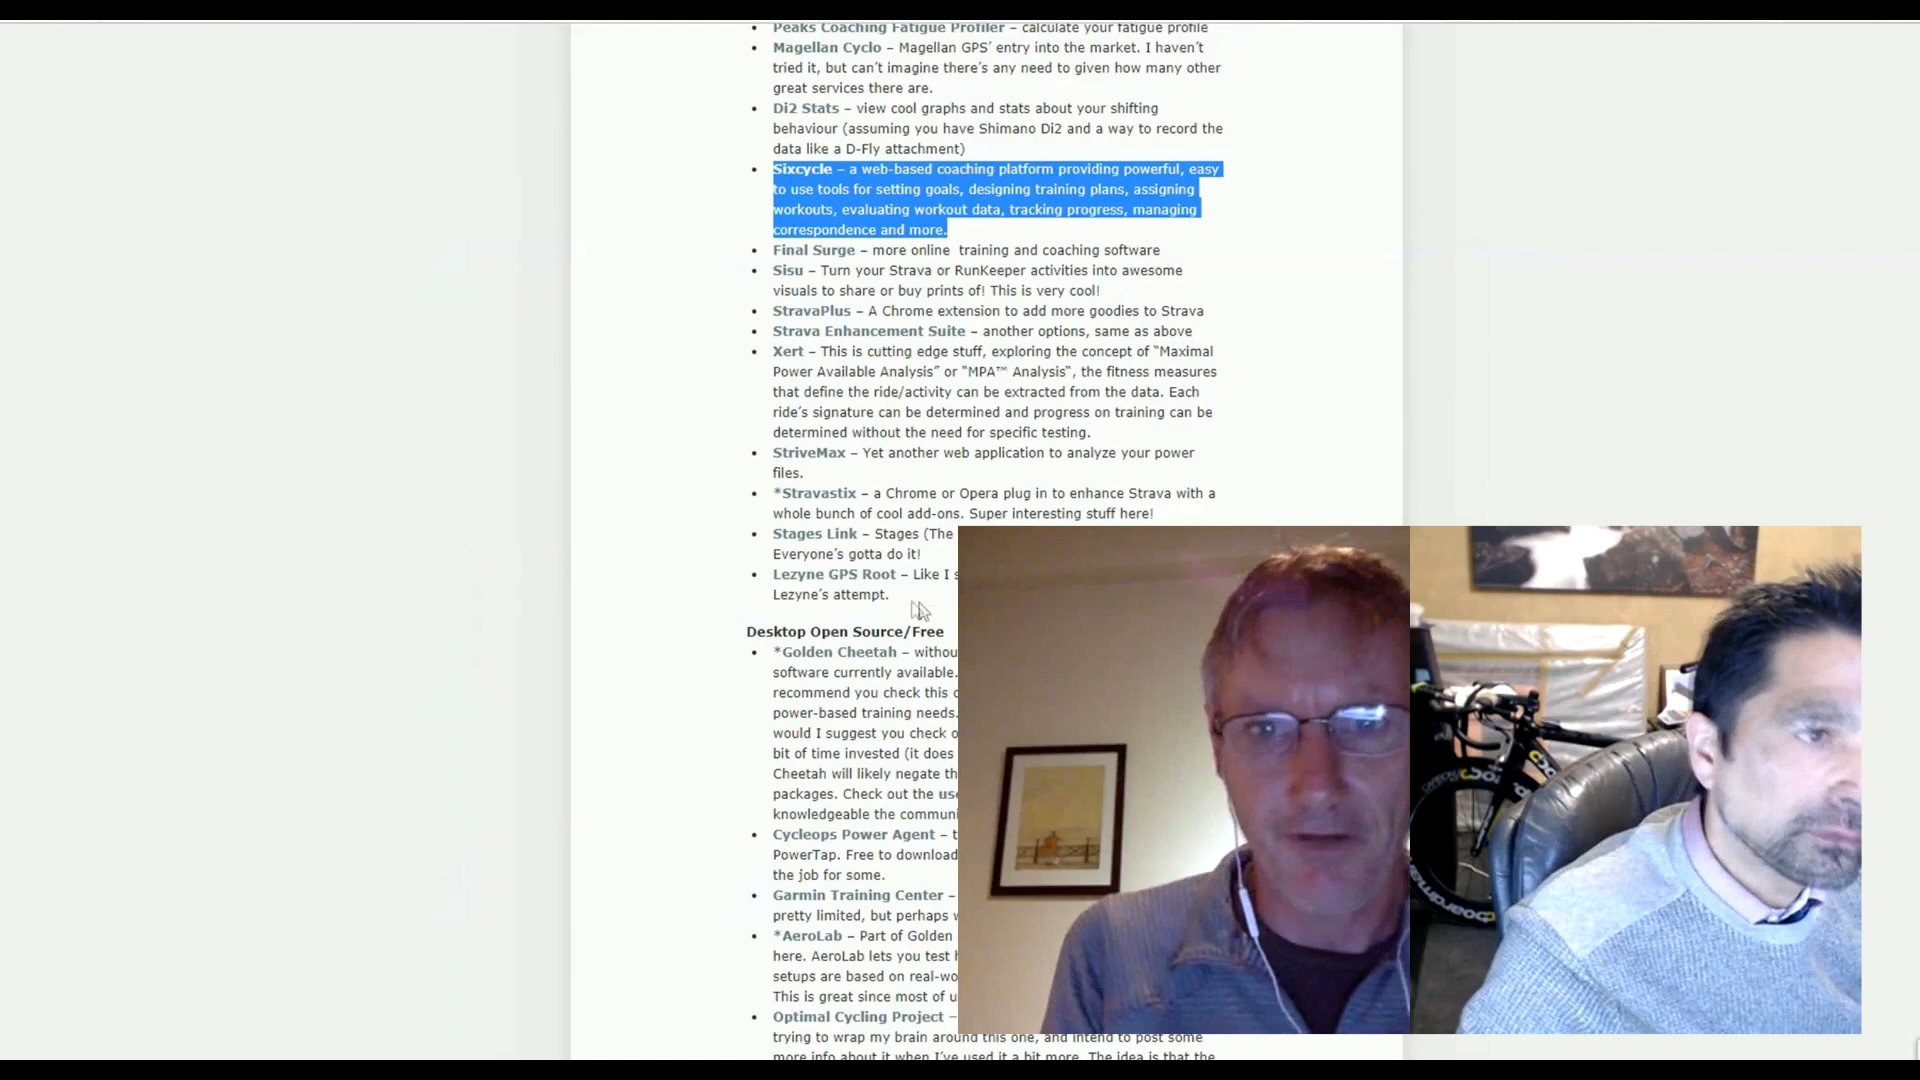 Peaks Coaching Fatigue Profiler – calculate your fatigue profile
Magellan Cyclo – Magellan GPS’ entry into the market. I haven’t
tried it, but can’t imagine there’s any need to given how many other
great services there are.
Di2 Stats – view cool graphs and stats about your shifting
behaviour (assuming you have Shimano Di2 and a way to record the
data like a D-Fly attachment)
Sixcycle – a web-based coaching platform providing powerful, easy
to use tools for setting goals, designing training plans, assigning
workouts, evaluating workout data, tracking progress, managing
correspondence and more.
Final Surge – more online  training and coaching software
Sisu – Turn your Strava or RunKeeper activities into awesome
visuals to share or buy prints of! This is very cool!
StravaPlus – A Chrome extension to add more goodies to Strava
Strava Enhancement Suite – another options, same as above
Xert – This is cutting edge stuff, exploring the concept of “Maximal
Power Available Analysis” or “MPA™ Analysis“, the fitness measures
that define the ride/activity can be extracted from the data. Each
ride’s signature can be determined and progress on training can be
determined without the need for specific testing.
StriveMax – Yet another web application to analyze your power
files.
*Stravastix – a Chrome or Opera plug in to enhance Strava with a
whole bunch of cool add-ons. Super interesting stuff here!
Stages Link – Stages (The
Everyone’s gotta do it!
Lezyne GPS Root – Like I s
Lezyne’s attempt.
Desktop Open Source/Free
*Golden Cheetah – withou
software currently available.
recommend you check this
power-based training needs.
would I suggest you check o
bit of time invested (it does
Cheetah will likely negate th
packages. Check out the use
knowledgeable the communi
Cycleops Power Agent – t
PowerTap. Free to download
the job for some.
Garmin Training Center –
pretty limited, but perhaps w
*AeroLab – Part of Golden
here. AeroLab lets you test h
setups are based on real-wo
This is great since most of u
Optimal Cycling Project –
trying to wrap my brain around this one, and intend to post some
more info about it when I’ve used it a bit more. The idea is that the